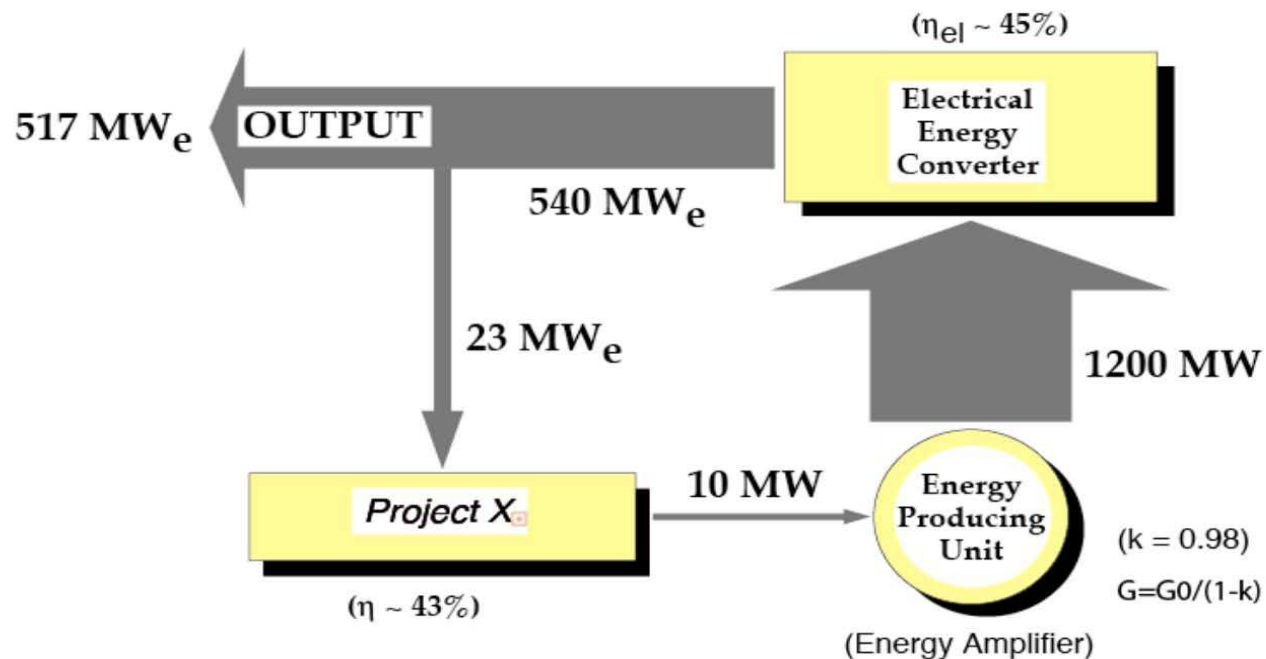 (ηel ~ 45%)
Electrical
Energy
Converter
517 MWe
OUTPUT
540 MWe
23 MWe
1200 MW
Project X
10 MW
Energy
Producing
Unit
(k = 0.98)
G=G0/(1-k)
(η ~ 43%)
(Energy Amplifier)